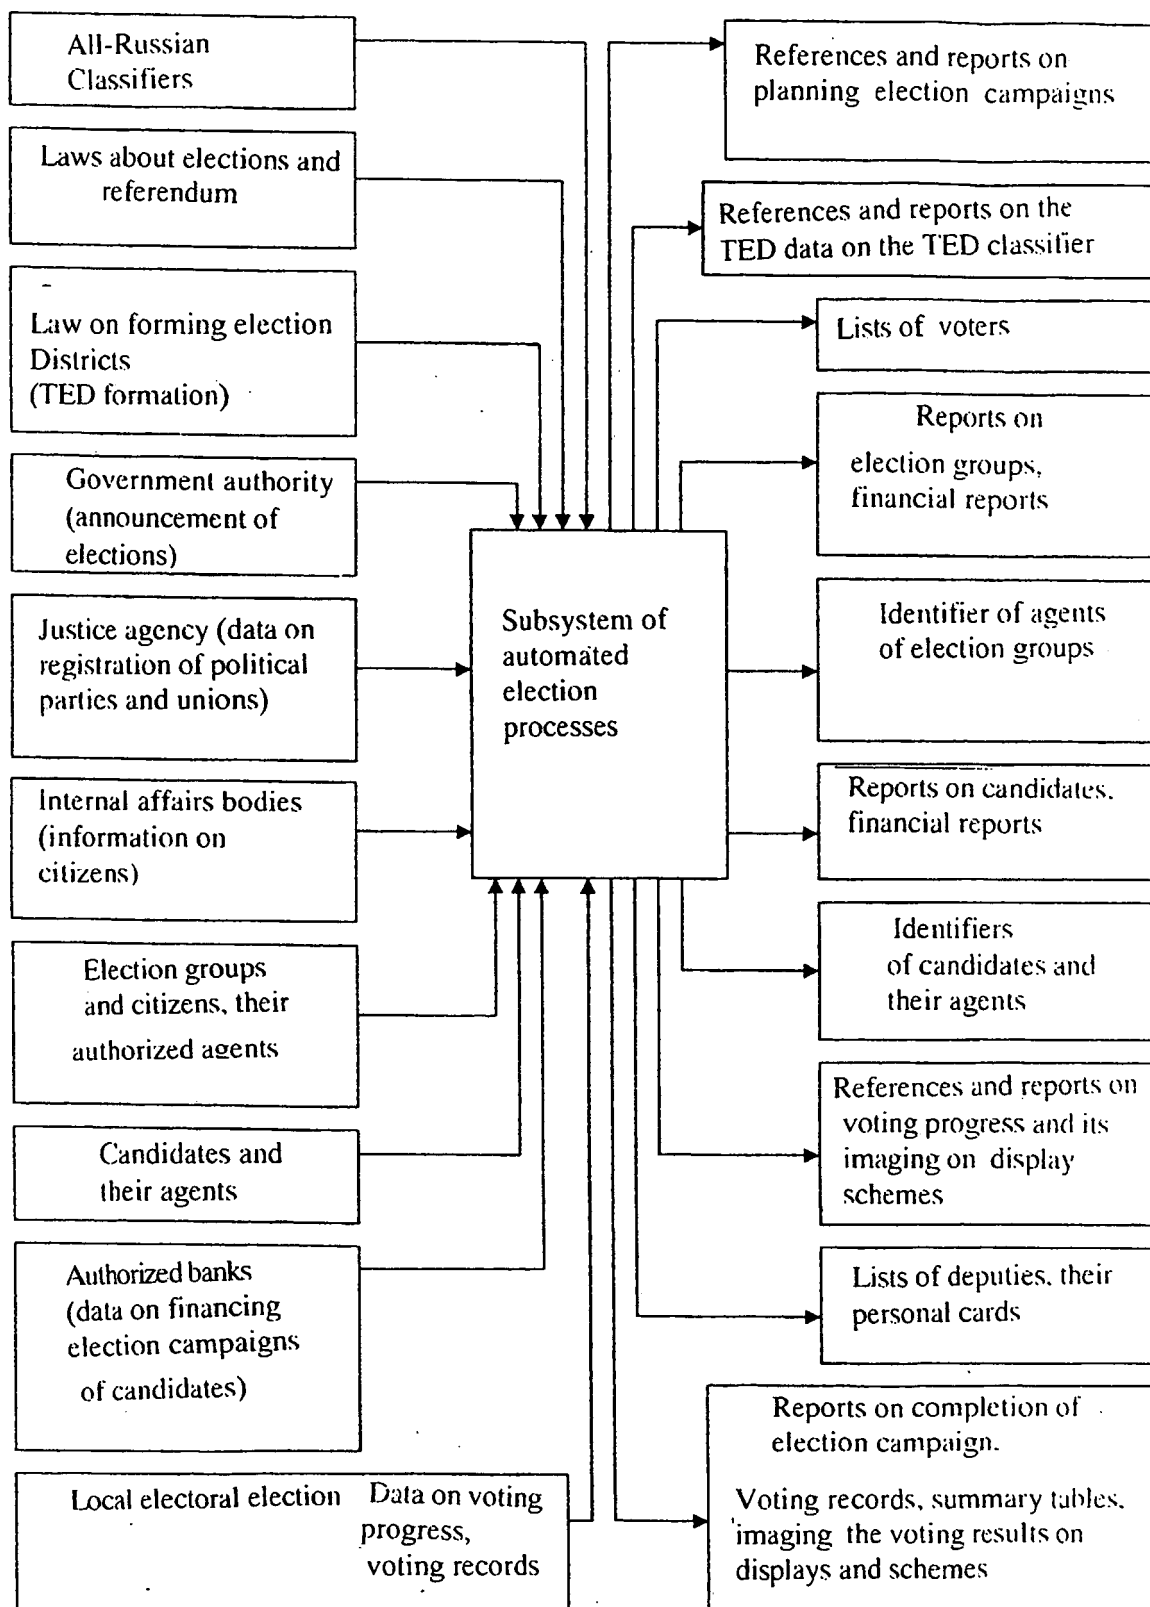 All-Russian
Classifiers
Laws about elections and
referendum
Law on forming election
Districts
(TED formation)
Government authority
(announcement of
elections)
Justice agency (data on
registration of political
parties and unions)
Internal affairs bodies
(information on
citizens)
Election groups
and citizens, their
authorized agents
Candidates and
their agents
Authorized banks
(data on financing
election campaigns
of candidates)
Local electoral election
Data on voting
progress,
voting records
Subsystem of
automated
election
processes
References and reports on
planning election campaigns
References and reports on the
TED data on the TED classifier
Lists of voters
Reports on
election groups,
financial reports
Identifier of agents
of election groups
Reports on candidates,
financial reports
Identifiers
of candidates and
their agents
References and reports on
voting progress and its
imaging on display
schemes
Lists of deputies, their
personal cards
Reports on completion of
election campaign.
Voting records, summary tables,
imaging the voting results on
displays and schemes